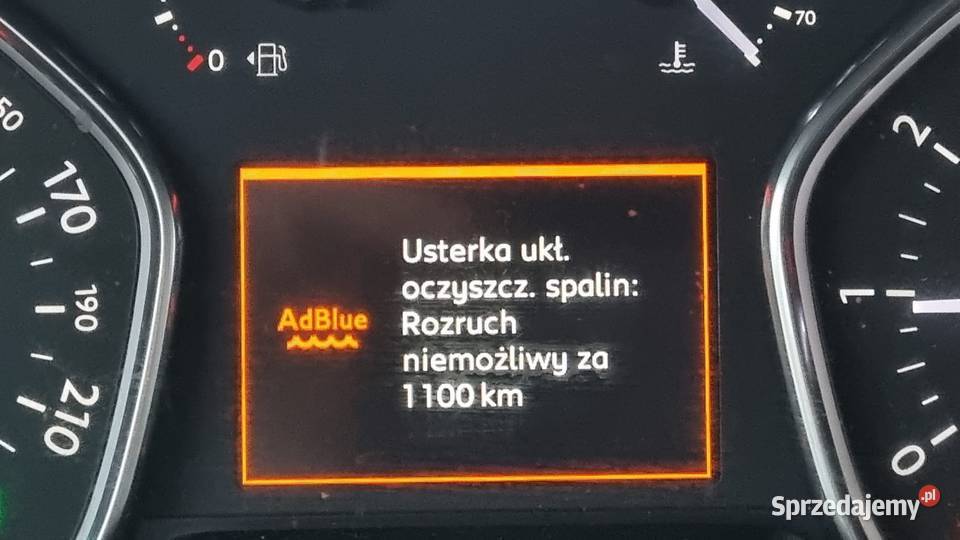 0
70
50
170
190
210
2
1
0
AdBlue
Usterka ukł.
oczyszcz. spalin:
Rozruch
niemożliwy za
1100 km
Sprzedajemy.pl